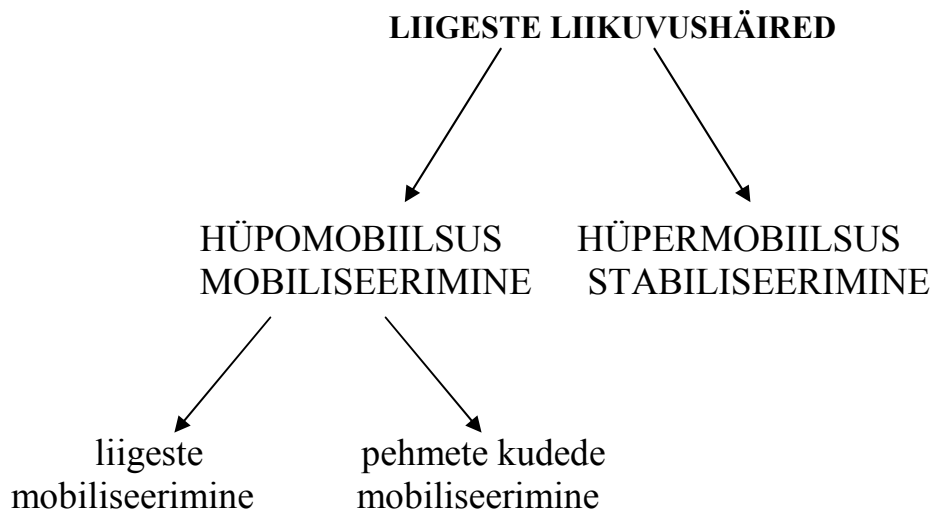 LIIGESTE LIIKUVUSHÄIRED
HÜPOMOBIILSUS HÜPERMOBIILSUS
MOBILISEERIMINE STABILISEERIMINE
liigeste pehmete kudede
mobiliseerimine mobiliseerimine